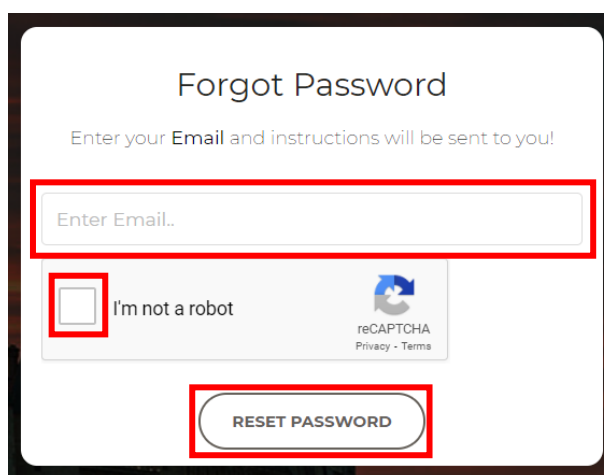 Forgot Password
Enter your Email and instructions will be sent to you!
Enter Email..
I'm not a robot
reCAPTCHA
Privacy - Terms
RESET PASSWORD